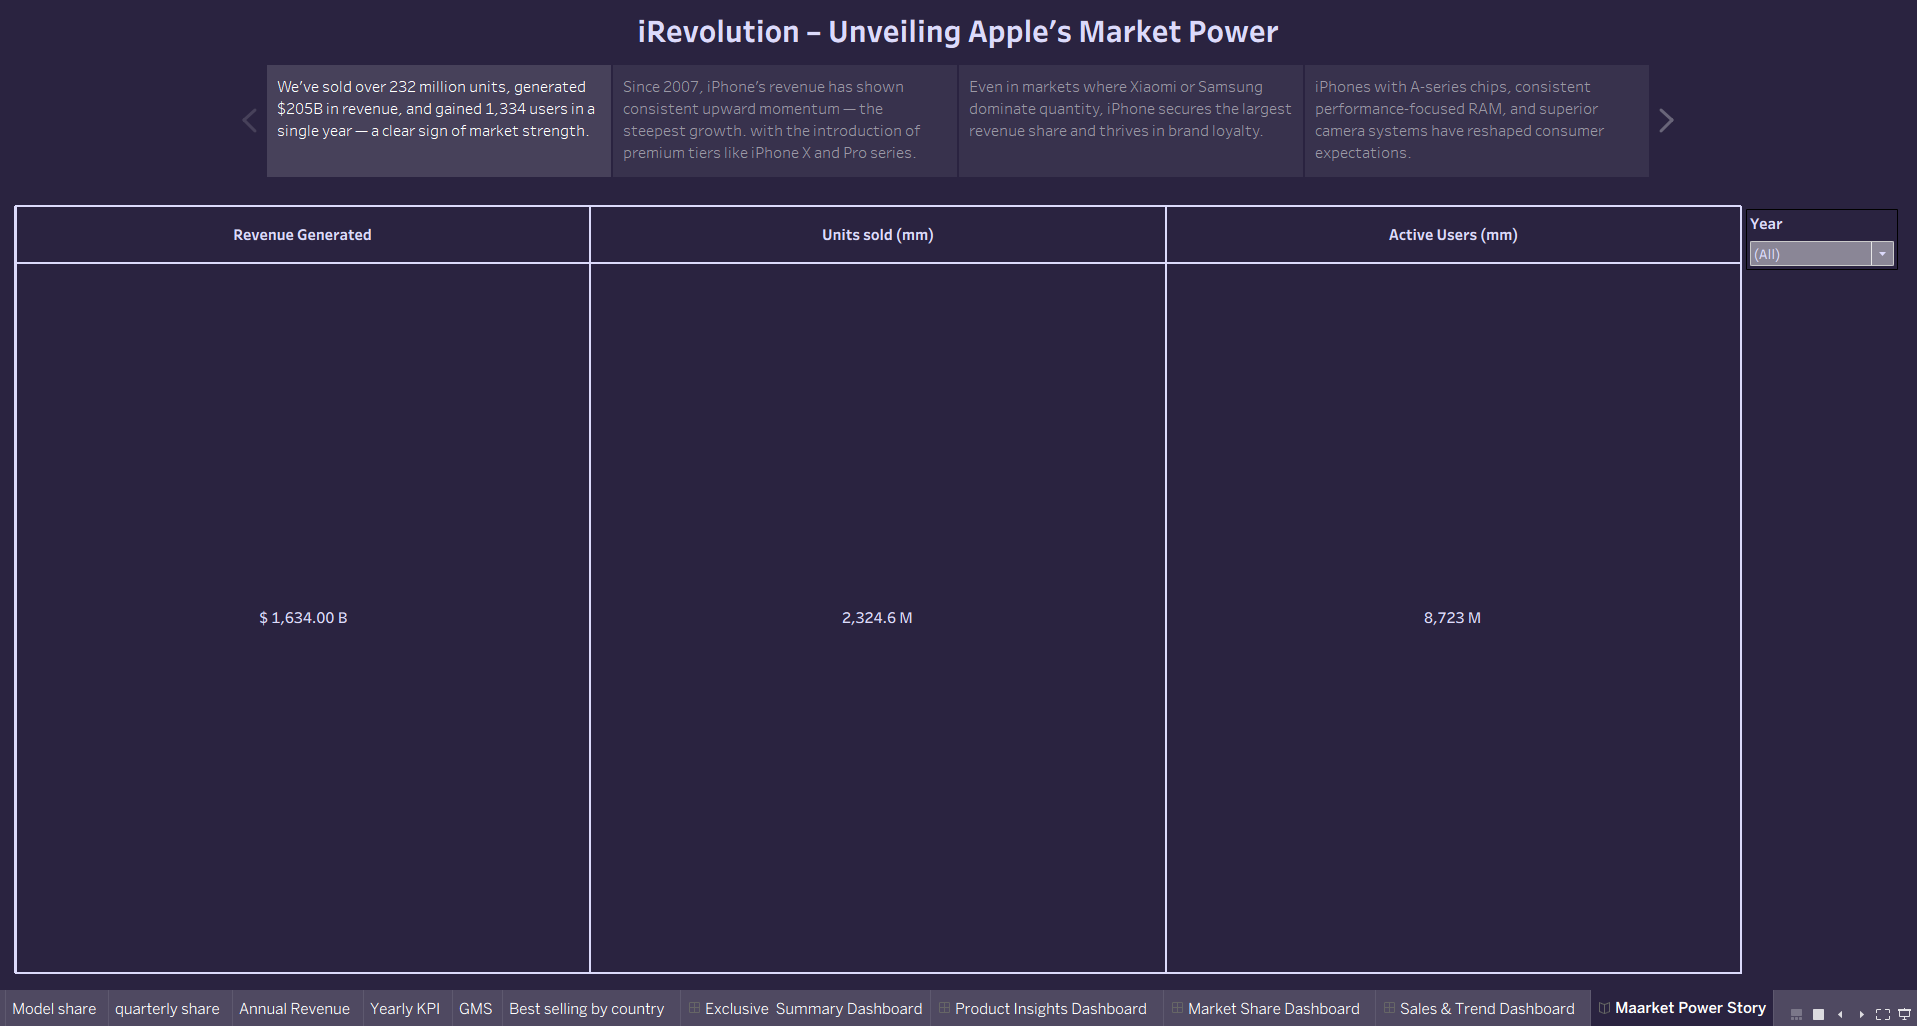 iRevolution – Unveiling Apple’s Market Power
We’ve sold over 232 million units, generated
$205B in revenue, and gained 1,334 users in a
single year — a clear sign of market strength.
Since 2007, iPhone’s revenue has shown
consistent upward momentum — the
steepest growth. with the introduction of
premium tiers like iPhone X and Pro series.
Even in markets where Xiaomi or Samsung
dominate quantity, iPhone secures the largest
revenue share and thrives in brand loyalty.
iPhones with A-series chips, consistent
performance-focused RAM, and superior
camera systems have reshaped consumer
expectations.
Revenue Generated
Units sold (mm)
Active Users (mm)
Year
(All)
$ 1,634.00 B
2,324.6 M
8,723 M
Model share
quarterly share
Annual Revenue
Yearly KPI
GMS
Best selling by country
Exclusive  Summary Dashboard
Product Insights Dashboard
Market Share Dashboard
Sales & Trend Dashboard
Maarket Power Story